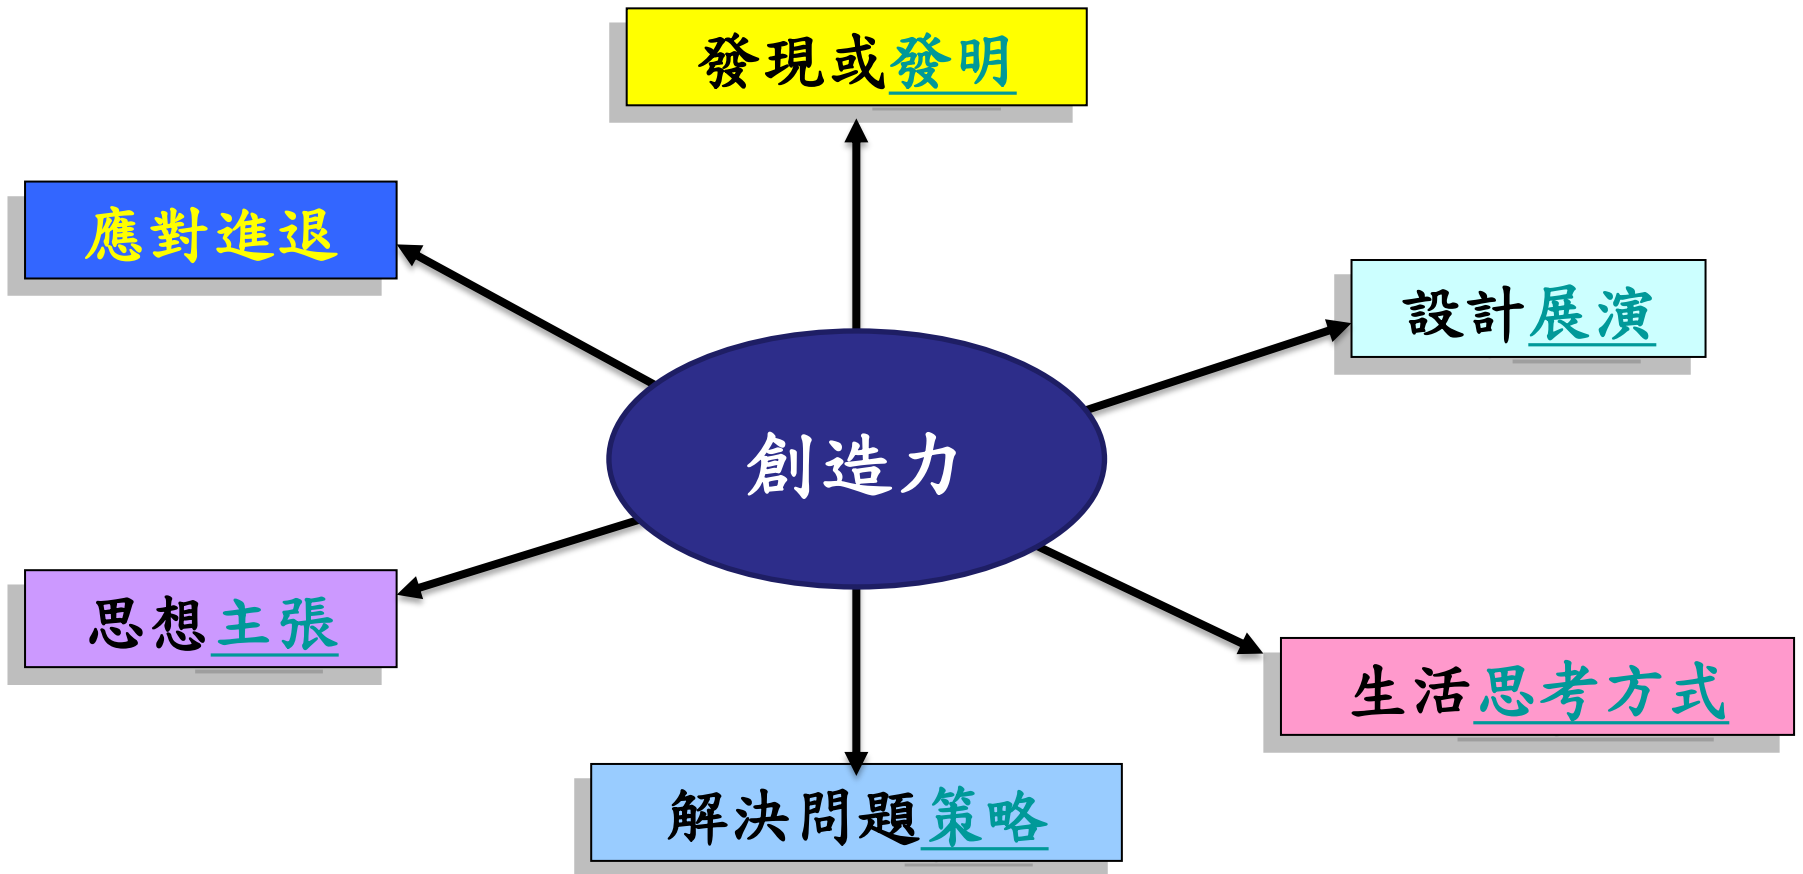 發現或發明
應對進退
設計展演
創造力
思想主張
生活思考方式
解決問題策略